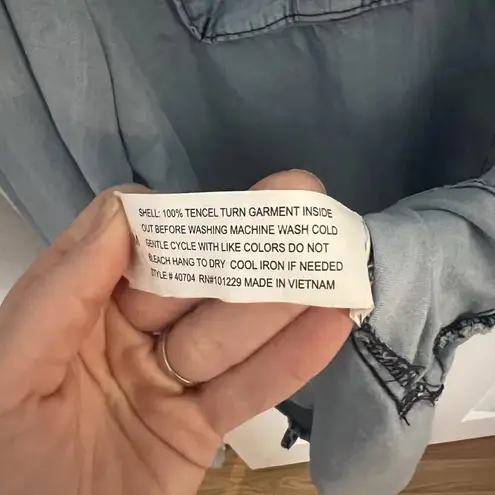 SHELL: 100% TENCEL TURN GARMENT INSIDE
OUT BEFORE WASHING MACHINE WASH COLD
GENTLE CYCLE WITH LIKE COLORS DO NOT
BLEACH HANG TO DRY COOL IRON IF NEEDED
STYLE # 40704 RN#101229 MADE IN VIETNAM